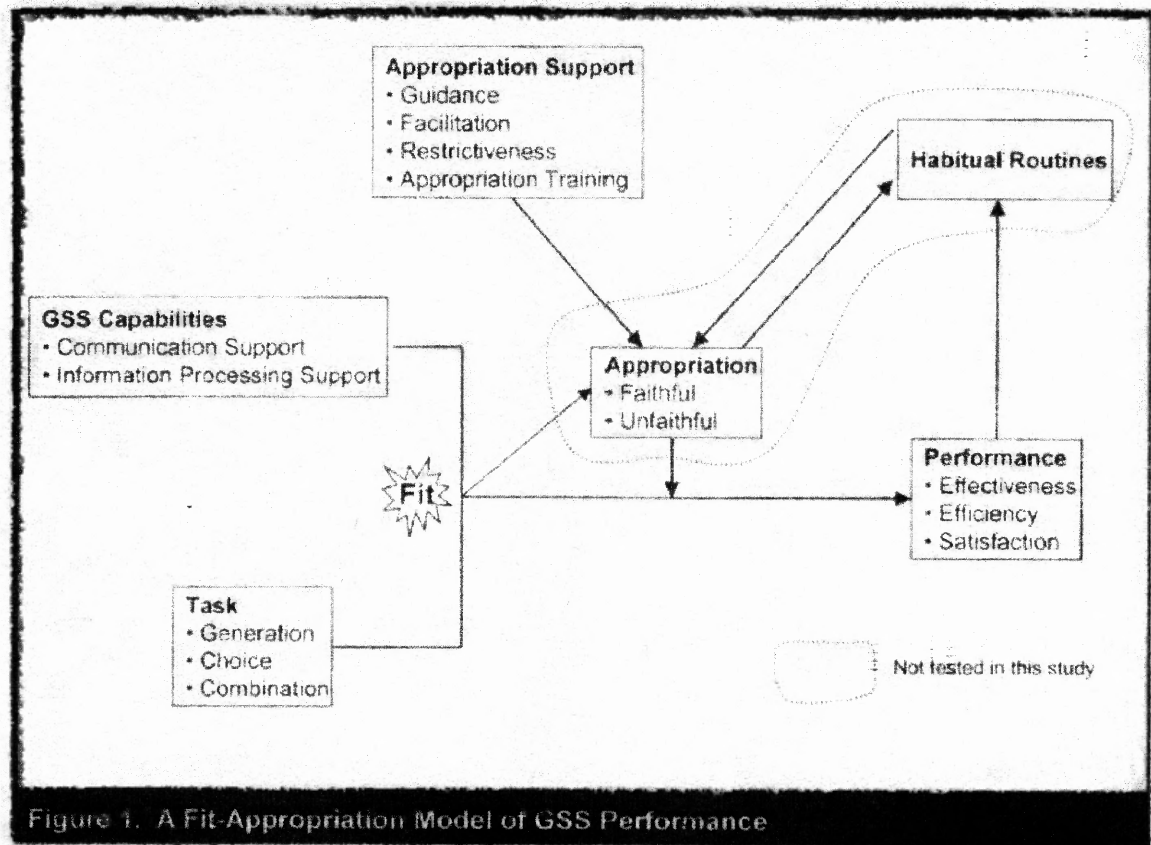 Appropriation Support
• Guidance
• Facilitation
• Restrictiveness
• Appropriation Training
Habitual Routines
GSS Capabilities
• Communication Support
• Information Processing Support
Appropriation
• Faithful
• Unfaithful
Fit
Performance
• Effectiveness
• Efficiency
• Satisfaction
Task
• Generation
• Choice
• Combination
Not tested in this study
Figure 1. A Fit-Appropriation Model of GSS Performance